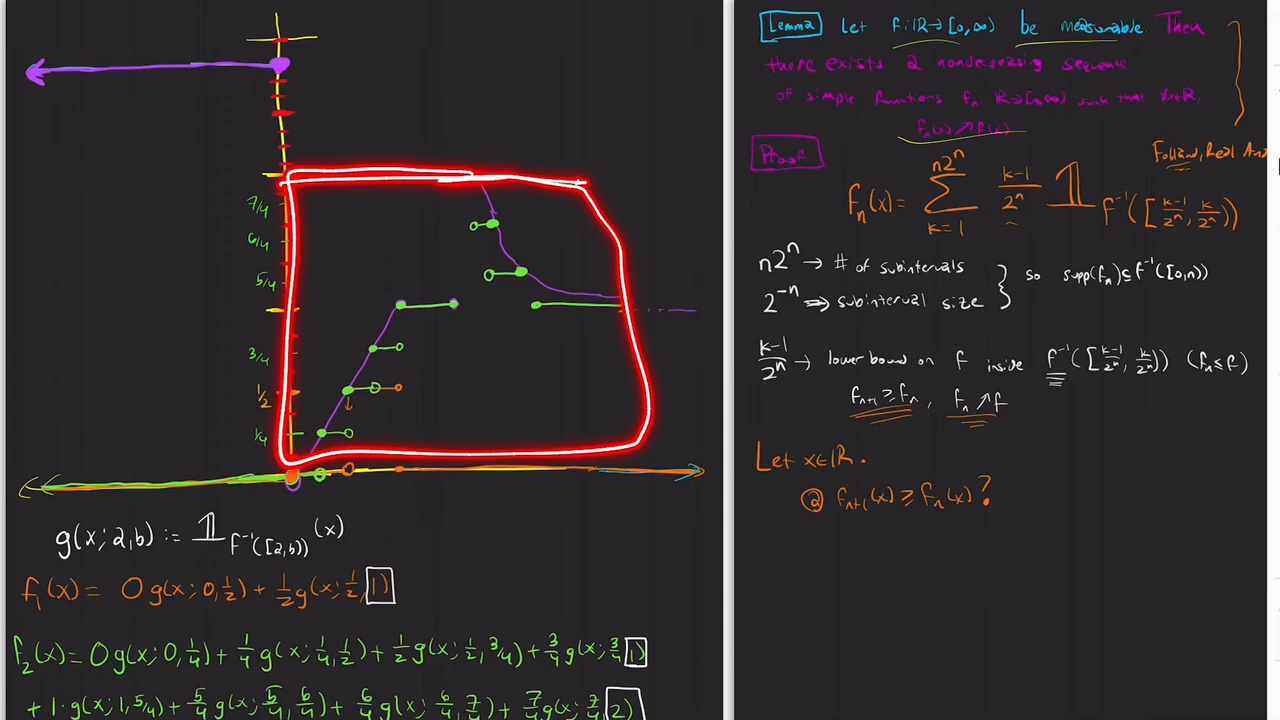 7/4
6/4
5/4
3/4
1/2
1/4
g(x; a, b) := 𝟙_{f⁻¹([a,b))}(x)
f₁(x) = 0 g(x; 0, ½) + ½ g(x; ½, 1)
f₂(x) = 0 g(x; 0, ¼) + ¼ g(x; ¼, ½) + ½ g(x; ½, 3/4) + ¾ g(x; ¾, 1)
+ 1 · g(x; 1, 5/4) + 5/4 g(x; 5/4, 6/4) + 6/4 g(x; 6/4, 7/4) + 7/4 g(x; 7/4, 2)
Lemma Let f: ℝ → [0, ∞) be measurable. Then
there exists a nondecreasing sequence
of simple functions fₙ: ℝ → [0, ∞) such that ∀x∈ℝ,
fₙ(x) ↗ f(x)
Proof
Folland, Real
fₙ(x) = Σ_{k=1}^{n2ⁿ} (k-1)/2ⁿ 𝟙_{f⁻¹([(k-1)/2ⁿ, k/2ⁿ))}
n2ⁿ → # of subintervals
2⁻ⁿ → subinterval size } so supp(fₙ) ⊆ f⁻¹([0,n))
(k-1)/2ⁿ → lower bound on f inside f⁻¹([(k-1)/2ⁿ, k/2ⁿ)) (fₙ ≤ f)
fₙ₊₁ ≥ fₙ, fₙ ↗ f
Let x∈ℝ.
ⓐ fₙ₊₁(x) ≥ fₙ(x)?